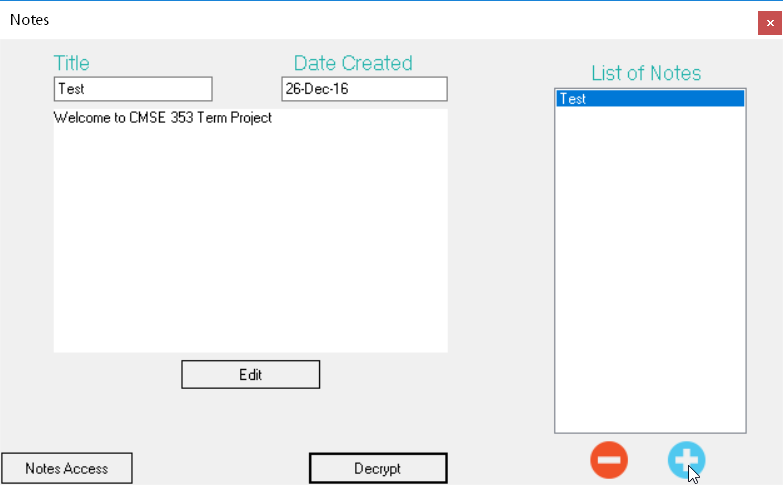 Notes
Title
Date Created
List of Notes
Test
26-Dec-16
Test
Welcome to CMSE 353 Term Project
Edit
Notes Access
Decrypt